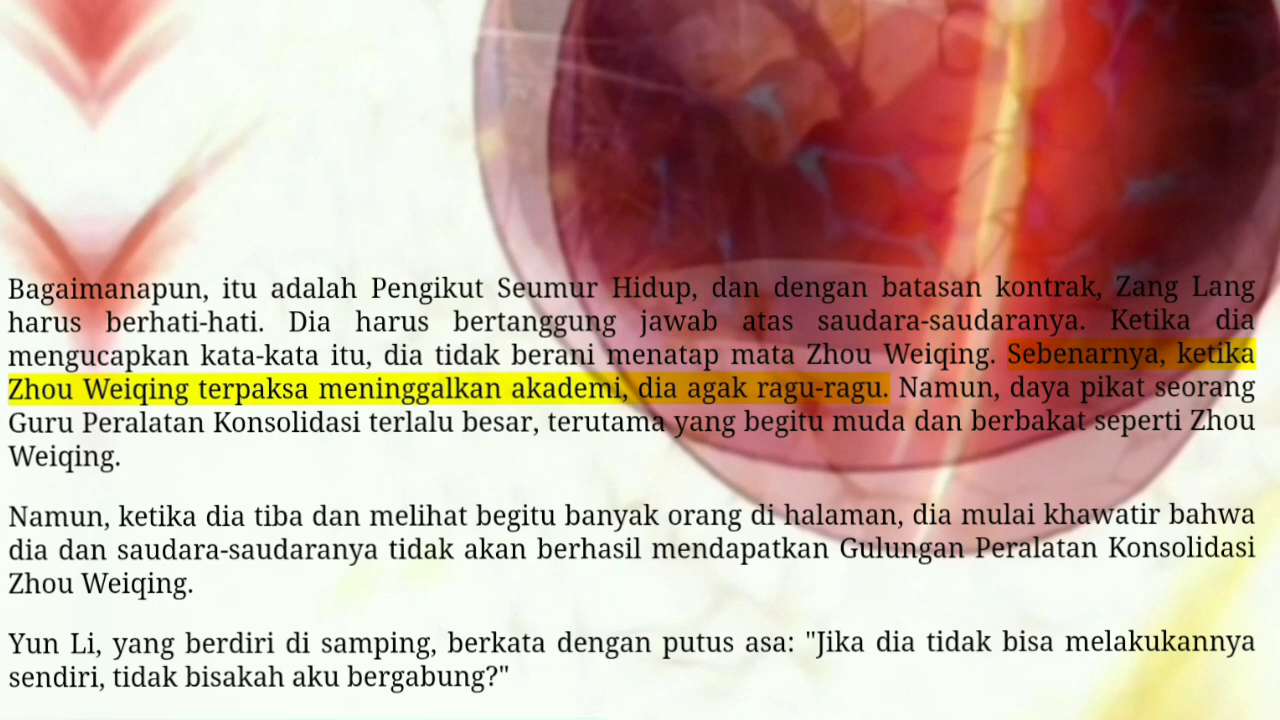 Bagaimanapun, itu adalah Pengikut Seumur Hidup, dan dengan batasan kontrak, Zang Lang
harus berhati-hati. Dia harus bertanggung jawab atas saudara-saudaranya. Ketika dia
mengucapkan kata-kata itu, dia tidak berani menatap mata Zhou Weiqing. Sebenarnya, ketika
Zhou Weiqing terpaksa meninggalkan akademi, dia agak ragu-ragu. Namun, daya pikat seorang
Guru Peralatan Konsolidasi terlalu besar, terutama yang begitu muda dan berbakat seperti Zhou
Weiqing.
Namun, ketika dia tiba dan melihat begitu banyak orang di halaman, dia mulai khawatir bahwa
dia dan saudara-saudaranya tidak akan berhasil mendapatkan Gulungan Peralatan Konsolidasi
Zhou Weiqing.
Yun Li, yang berdiri di samping, berkata dengan putus asa: "Jika dia tidak bisa melakukannya
sendiri, tidak bisakah aku bergabung?"